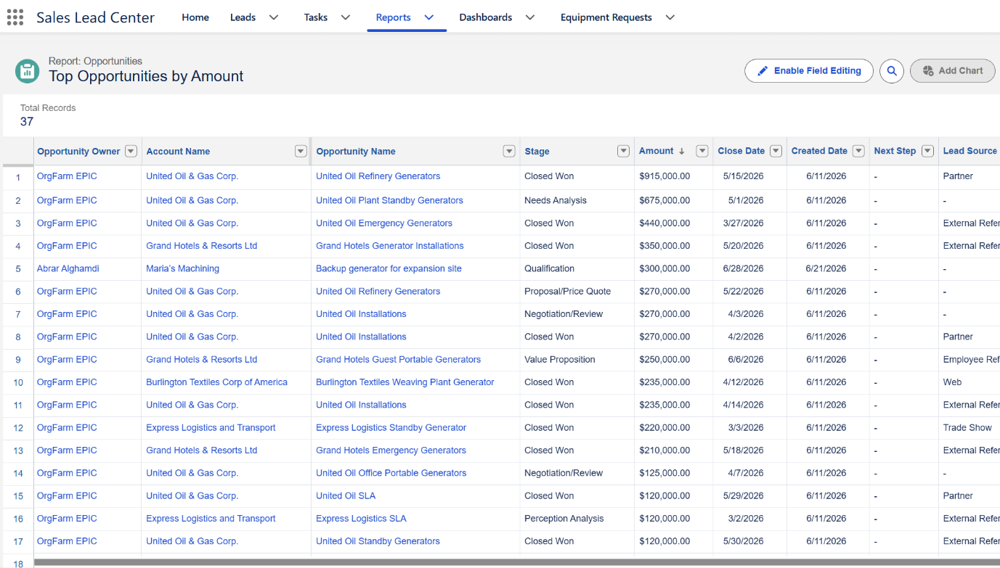 Sales Lead Center Home Leads Tasks Reports Dashboards Equipment Requests
Report: Opportunities
Top Opportunities by Amount
Enable Field Editing Add Chart
Total Records
37
Opportunity Owner Account Name Opportunity Name Stage Amount ↓ Close Date Created Date Next Step Lead Source
1 OrgFarm EPIC United Oil & Gas Corp. United Oil Refinery Generators Closed Won $915,000.00 5/15/2026 6/11/2026 - Partner
2 OrgFarm EPIC United Oil & Gas Corp. United Oil Plant Standby Generators Needs Analysis $675,000.00 5/1/2026 6/11/2026 - -
3 OrgFarm EPIC United Oil & Gas Corp. United Oil Emergency Generators Closed Won $440,000.00 3/27/2026 6/11/2026 - External Refer
4 OrgFarm EPIC Grand Hotels & Resorts Ltd Grand Hotels Generator Installations Closed Won $350,000.00 5/20/2026 6/11/2026 - External Refer
5 Abrar Alghamdi Maria’s Machining Backup generator for expansion site Qualification $300,000.00 6/28/2026 6/21/2026 - -
6 OrgFarm EPIC United Oil & Gas Corp. United Oil Refinery Generators Proposal/Price Quote $270,000.00 5/22/2026 6/11/2026 - -
7 OrgFarm EPIC United Oil & Gas Corp. United Oil Installations Negotiation/Review $270,000.00 4/3/2026 6/11/2026 - -
8 OrgFarm EPIC United Oil & Gas Corp. United Oil Installations Closed Won $270,000.00 4/2/2026 6/11/2026 - Partner
9 OrgFarm EPIC Grand Hotels & Resorts Ltd Grand Hotels Guest Portable Generators Value Proposition $250,000.00 6/6/2026 6/11/2026 - Employee Ref
10 OrgFarm EPIC Burlington Textiles Corp of America Burlington Textiles Weaving Plant Generator Closed Won $235,000.00 4/12/2026 6/11/2026 - Web
11 OrgFarm EPIC United Oil & Gas Corp. United Oil Installations Closed Won $235,000.00 4/14/2026 6/11/2026 - External Refer
12 OrgFarm EPIC Express Logistics and Transport Express Logistics Standby Generator Closed Won $220,000.00 3/3/2026 6/11/2026 - Trade Show
13 OrgFarm EPIC Grand Hotels & Resorts Ltd Grand Hotels Emergency Generators Closed Won $210,000.00 5/18/2026 6/11/2026 - External Refer
14 OrgFarm EPIC United Oil & Gas Corp. United Oil Office Portable Generators Negotiation/Review $125,000.00 4/7/2026 6/11/2026 - -
15 OrgFarm EPIC United Oil & Gas Corp. United Oil SLA Closed Won $120,000.00 5/29/2026 6/11/2026 - Partner
16 OrgFarm EPIC Express Logistics and Transport Express Logistics SLA Perception Analysis $120,000.00 3/2/2026 6/11/2026 - External Refer
17 OrgFarm EPIC United Oil & Gas Corp. United Oil Standby Generators Closed Won $120,000.00 5/30/2026 6/11/2026 - External Refer
18